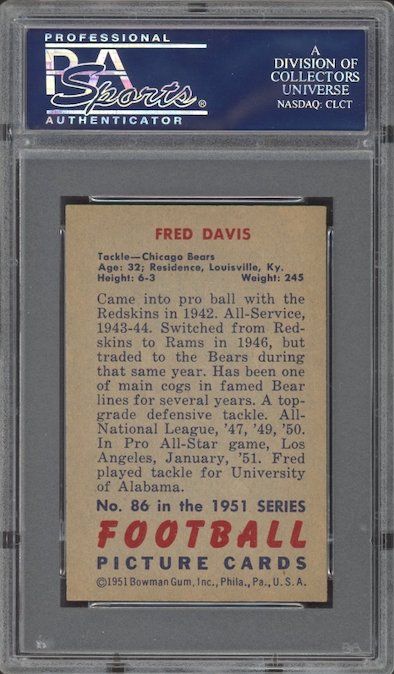 PROFESSIONAL
PSA
Sports®
AUTHENTICATOR
A
DIVISION OF
COLLECTORS
UNIVERSE
NASDAQ: CLCT
FRED DAVIS
Tackle—Chicago Bears
Age: 32; Residence, Louisville, Ky.
Height: 6-3 Weight: 245
Came into pro ball with the
Redskins in 1942. All-Service,
1943-44. Switched from Red-
skins to Rams in 1946, but
traded to the Bears during
that same year. Has been one
of main cogs in famed Bear
lines for several years. A top-
grade defensive tackle. All-
National League, '47, '49, '50.
In Pro All-Star game, Los
Angeles, January, '51. Fred
played tackle for University
of Alabama.
No. 86 in the 1951 SERIES
FOOTBALL
PICTURE CARDS
©1951 Bowman Gum, Inc., Phila., Pa., U.S.A.